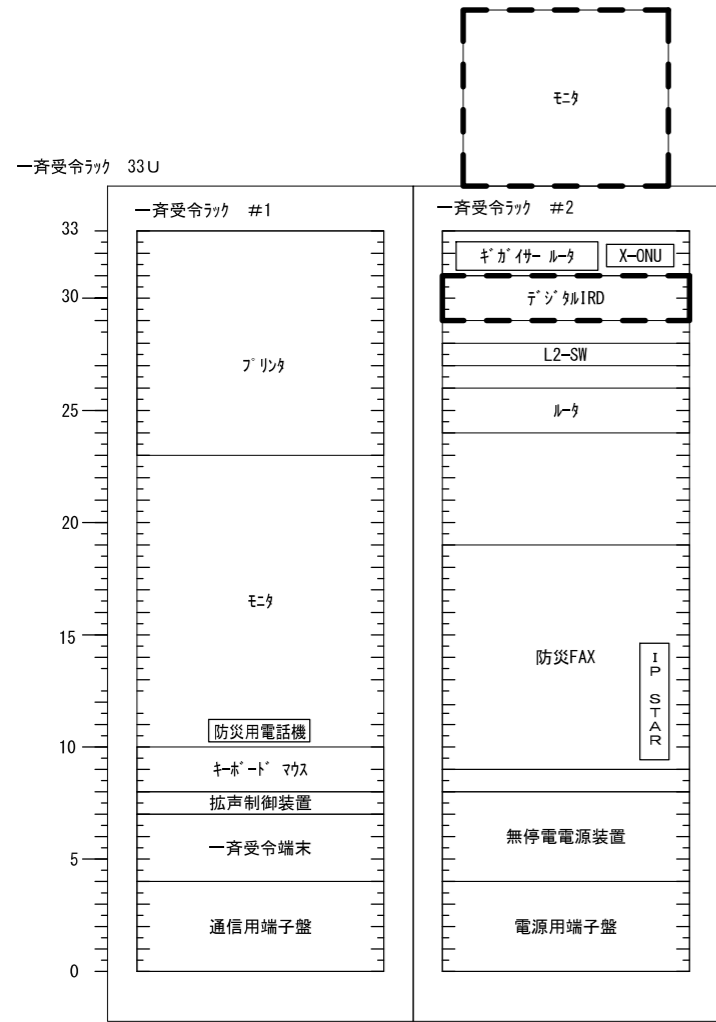 モニタ
一斉受令ラック 33U
一斉受令ラック #1
一斉受令ラック #2
33
30
25
20
15
10
5
0
プリンタ
モニタ
防災用電話機
キーボード マウス
拡声制御装置
一斉受令端末
通信用端子盤
ギガイサー ルータ
X-ONU
デジタルIRD
L2-SW
ルータ
防災FAX
IP STAR
無停電電源装置
電源用端子盤